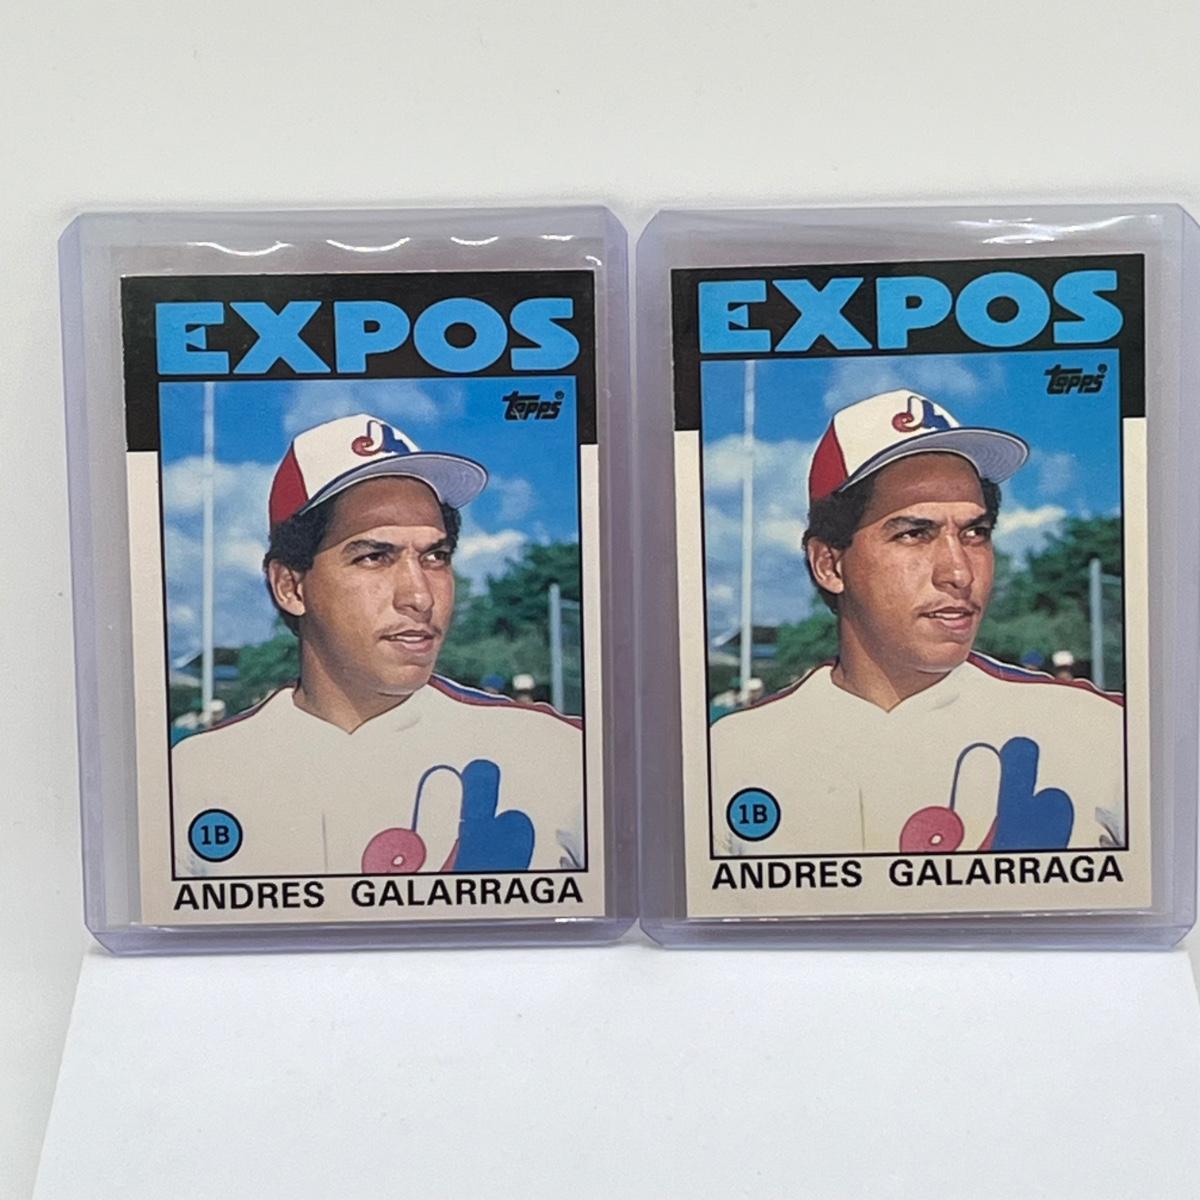 EXPOS
topps®
1B
ANDRES GALARRAGA
EXPOS
topps®
1B
ANDRES GALARRAGA